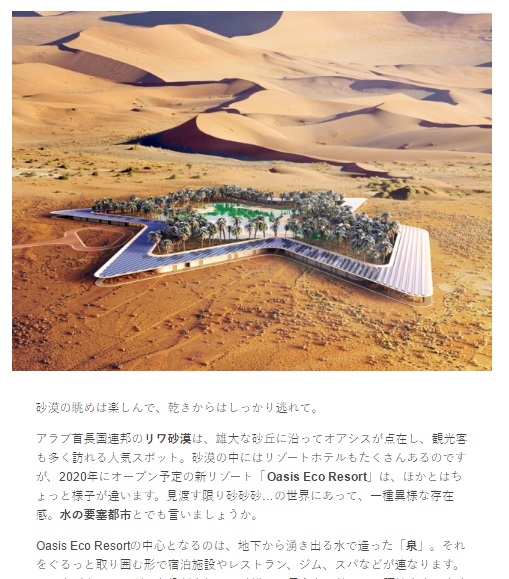 砂漠の眺めは楽しんで、乾きからはしっかり逃れて。
アラブ首長国連邦のリワ砂漠は、雄大な砂丘に沿ってオアシスが点在し、観光客
も多く訪れる人気スポット。砂漠の中にはリゾートホテルもたくさんあるのです
が、2020年にオープン予定の新リゾート「Oasis Eco Resort」は、ほかとはち
ょっと様子が違います。見渡す限り砂砂砂…の世界にあって、一種異様な存在
感。水の要塞都市とでも言いましょうか。
Oasis Eco Resortの中心となるのは、地下から湧き出る水で造った「泉」。それ
をぐるっと取り囲む形で宿泊施設やレストラン、ジム、スパなどが連なります。